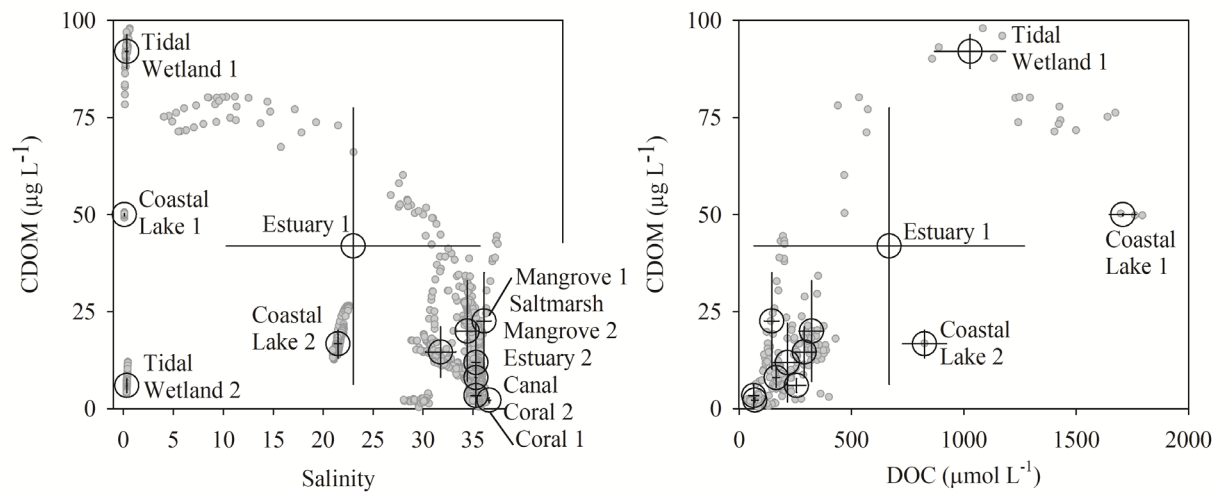 100
75
50
25
0
CDOM (µg L-1)
Tidal
Wetland 1
Coastal
Lake 1
Estuary 1
Coastal
Lake 2
Tidal
Wetland 2
Mangrove 1
Saltmarsh
Mangrove 2
Estuary 2
Canal
Coral 2
Coral 1
0 5 10 15 20 25 30 35
Salinity
100
75
50
25
0
CDOM (µg L-1)
Tidal
Wetland 1
Estuary 1
Coastal
Lake 1
Coastal
Lake 2
0 500 1000 1500 2000
DOC (µmol L-1)